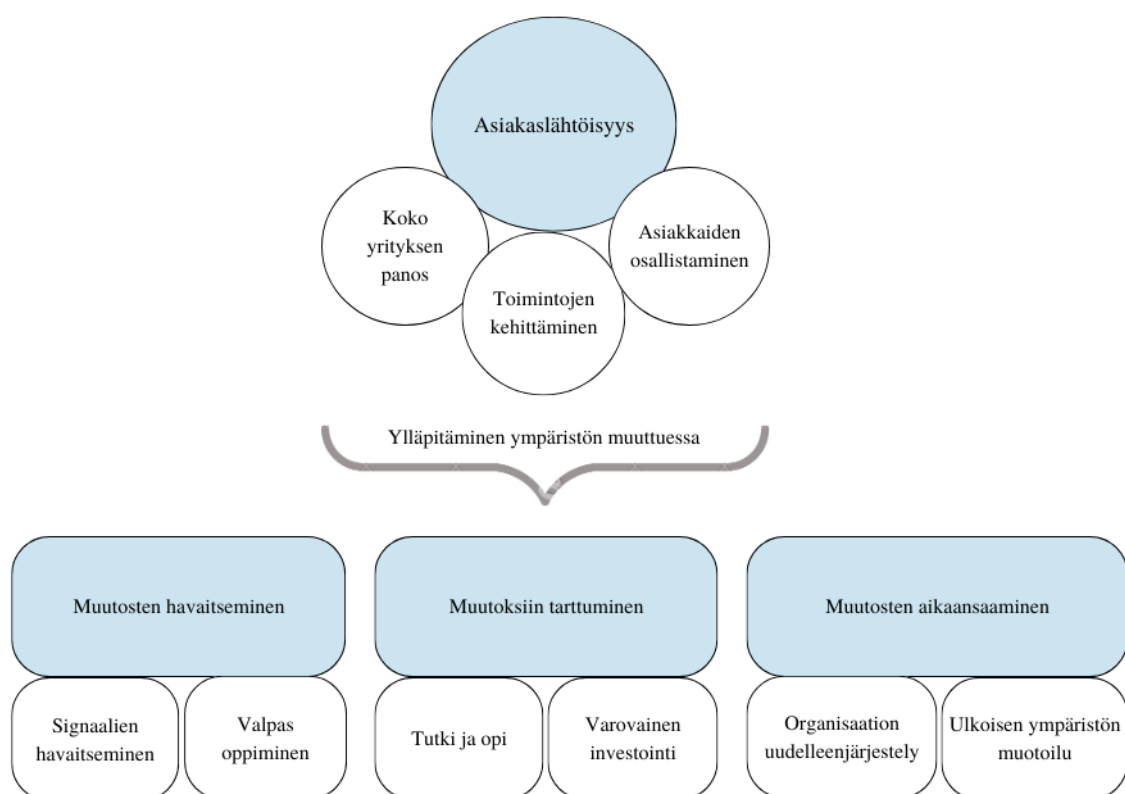 Asiakaslähtöisyys
Koko
yrityksen
panos
Toimintojen
kehittäminen
Asiakkaiden
osallistaminen
Ylläpitäminen ympäristön muuttuessa
Muutosten havaitseminen
Signaalien
havaitseminen
Valpas
oppiminen
Muutoksiin tarttuminen
Tutki ja opi
Varovainen
investointi
Muutosten aikaansaaminen
Organisaation
uudelleenjärjestely
Ulkoisen ympäristön
muotoilu